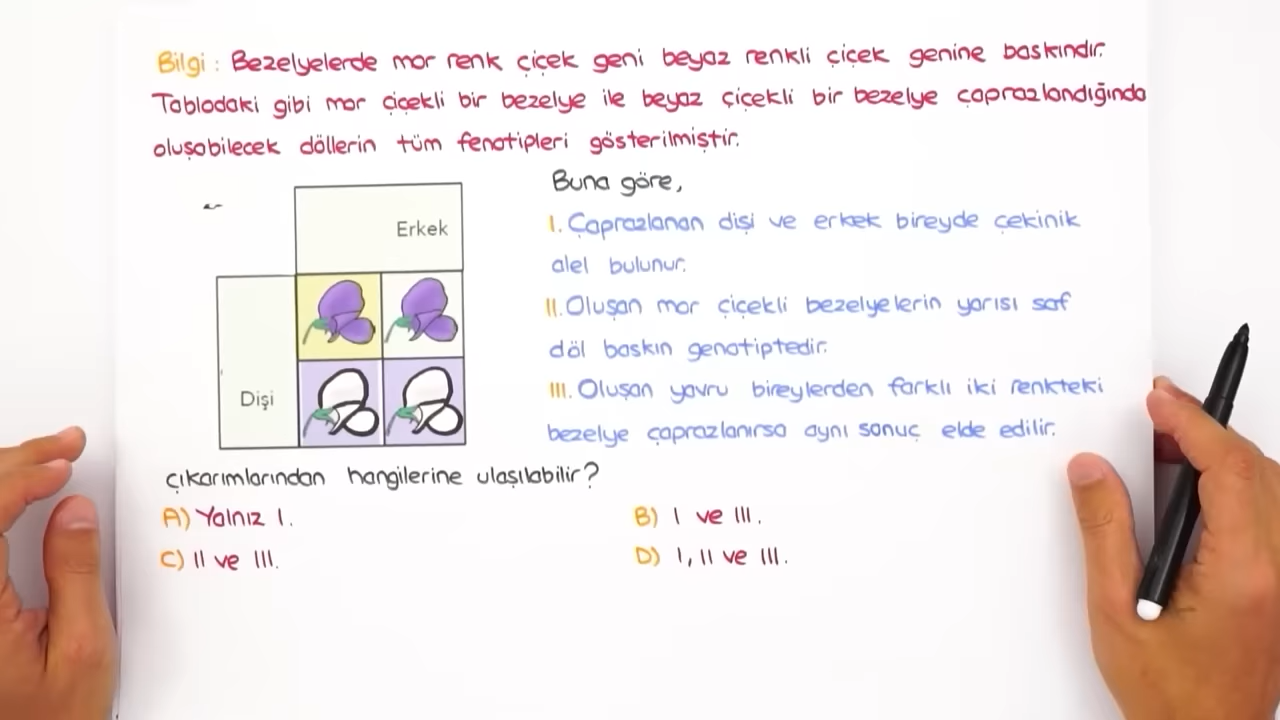 Bilgi : Bezelyelerde mor renk çiçek geni beyaz renkli çiçek genine baskındır.
Tablodaki gibi mor çiçekli bir bezelye ile beyaz çiçekli bir bezelye çaprazlandığında
oluşabilecek döllerin tüm fenotipleri gösterilmiştir.
Erkek
Dişi
Buna göre,
I. Çaprazlanan dişi ve erkek bireyde çekinik
alel bulunur.
II. Oluşan mor çiçekli bezelyelerin yarısı saf
döl baskın genotiptedir.
III. Oluşan yavru bireylerden farklı iki renkteki
bezelye çaprazlanırsa aynı sonuç elde edilir.
çıkarımlarından hangilerine ulaşılabilir?
A) Yalnız I.
B) I ve III.
C) II ve III.
D) I, II ve III.